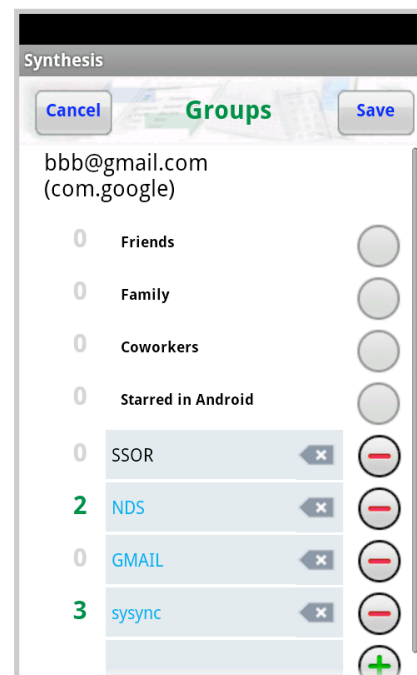 Synthesis
Cancel Groups Save
bbb@gmail.com
(com.google)
0 Friends
0 Family
0 Coworkers
0 Starred in Android
0 SSOR
2 NDS
0 GMAIL
3 sysync